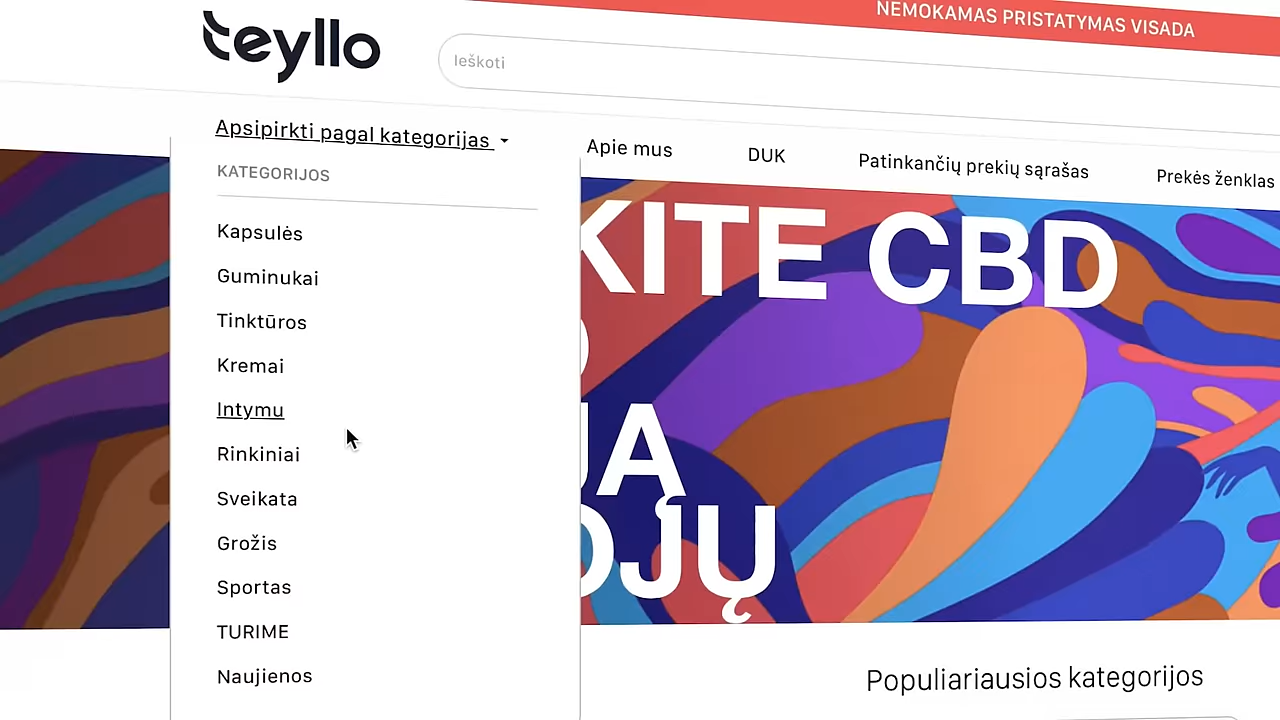 NEMOKAMAS PRISTATYMAS VISADA
teyllo
Ieškoti
Apsipirkti pagal kategorijas
Apie mus
DUK
Patinkančių prekių sąrašas
Prekės ženklas
KATEGORIJOS
Kapsulės
Guminukai
Tinktūros
Kremai
Intymu
Rinkiniai
Sveikata
Grožis
Sportas
TURIME
Naujienos
KITE CBD
JĄ
OJŲ
Populiariausios kategorijos